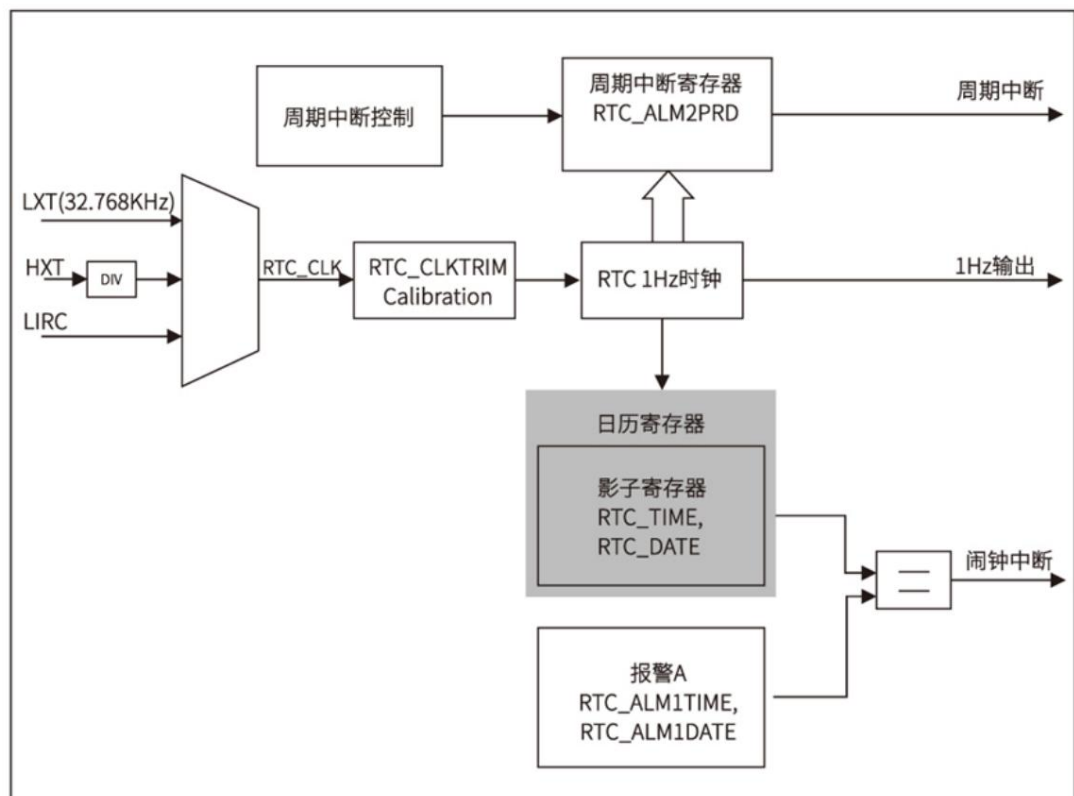 周期中断控制
周期中断寄存器
RTC_ALM2PRD
周期中断
LXT(32.768KHz)
HXT
DIV
LIRC
RTC_CLK
RTC_CLKTRIM
Calibration
RTC 1Hz时钟
1Hz输出
日历寄存器
影子寄存器
RTC_TIME,
RTC_DATE
闹钟中断
报警A
RTC_ALM1TIME,
RTC_ALM1DATE